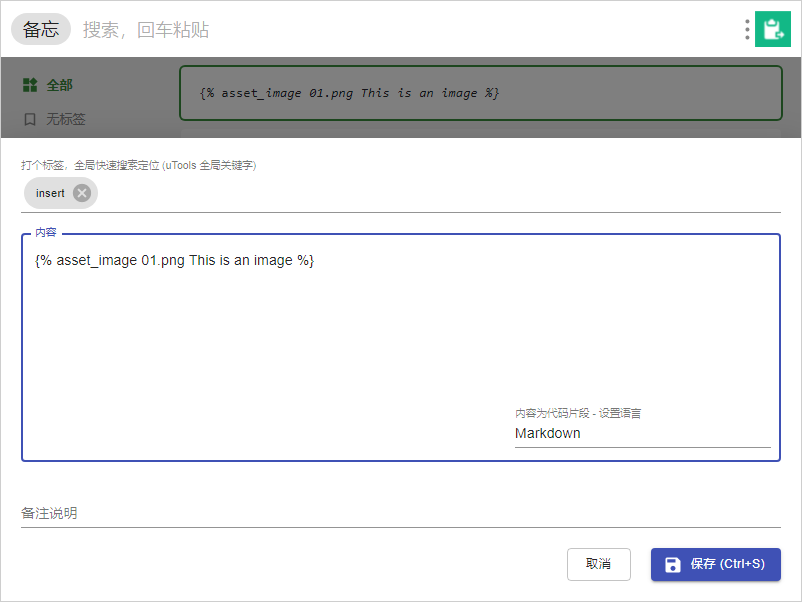 备忘 搜索，回车粘贴
全部
{% asset_image 01.png This is an image %}
无标签
打个标签，全局快速搜索定位 (uTools 全局关键字)
insert
内容
{% asset_image 01.png This is an image %}
内容为代码片段 - 设置语言
Markdown
备注说明
取消
保存 (Ctrl+S)